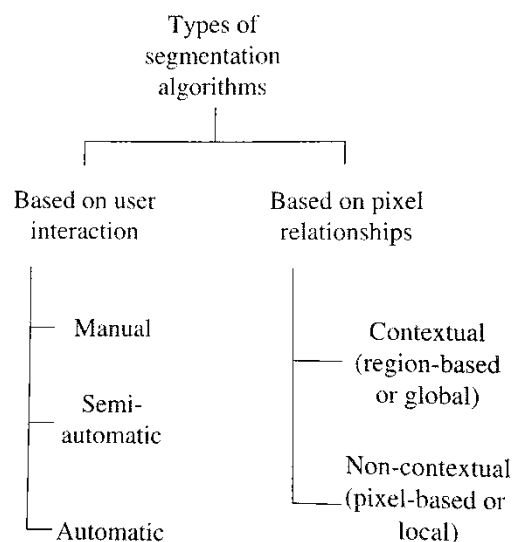 Types of
segmentation
algorithms
Based on user
interaction
Manual
Semi-
automatic
Automatic
Based on pixel
relationships
Contextual
(region-based
or global)
Non-contextual
(pixel-based or
local)